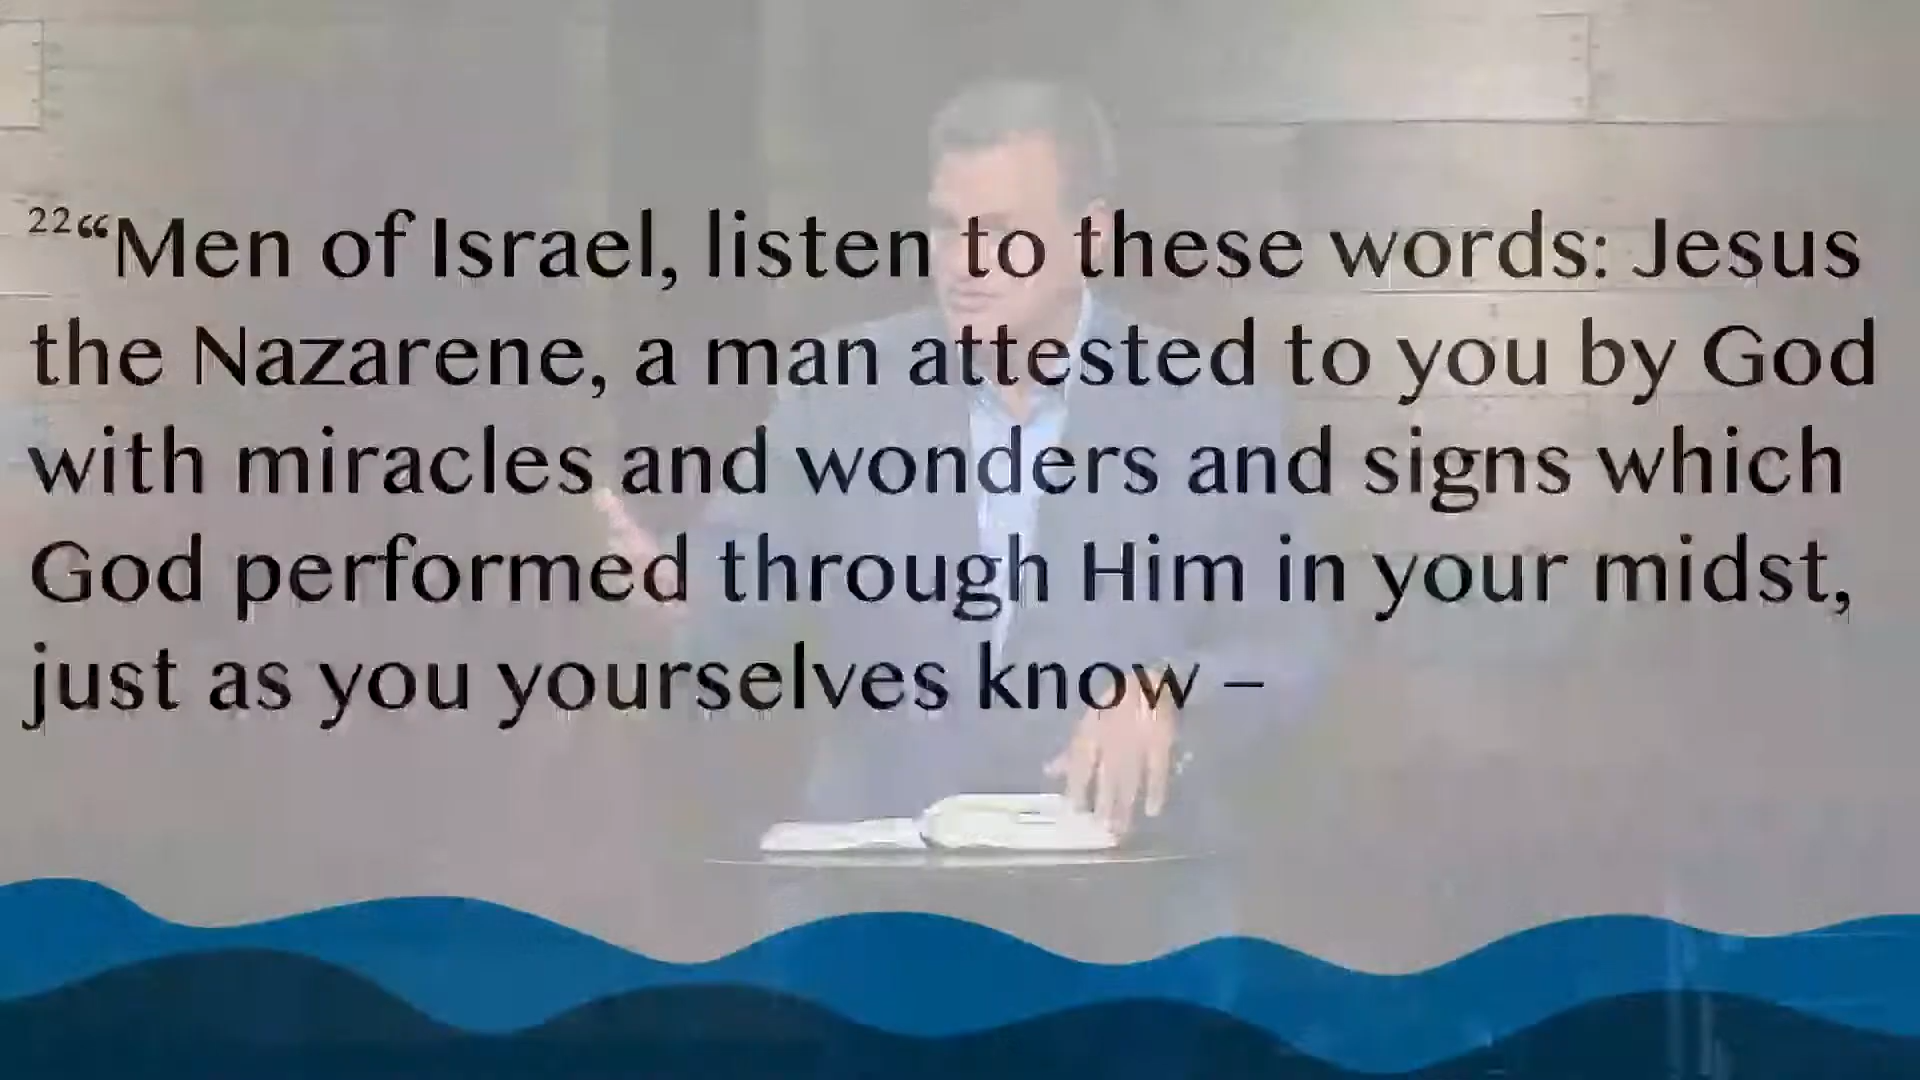 22“Men of Israel, listen to these words: Jesus
the Nazarene, a man attested to you by God
with miracles and wonders and signs which
God performed through Him in your midst,
just as you yourselves know –